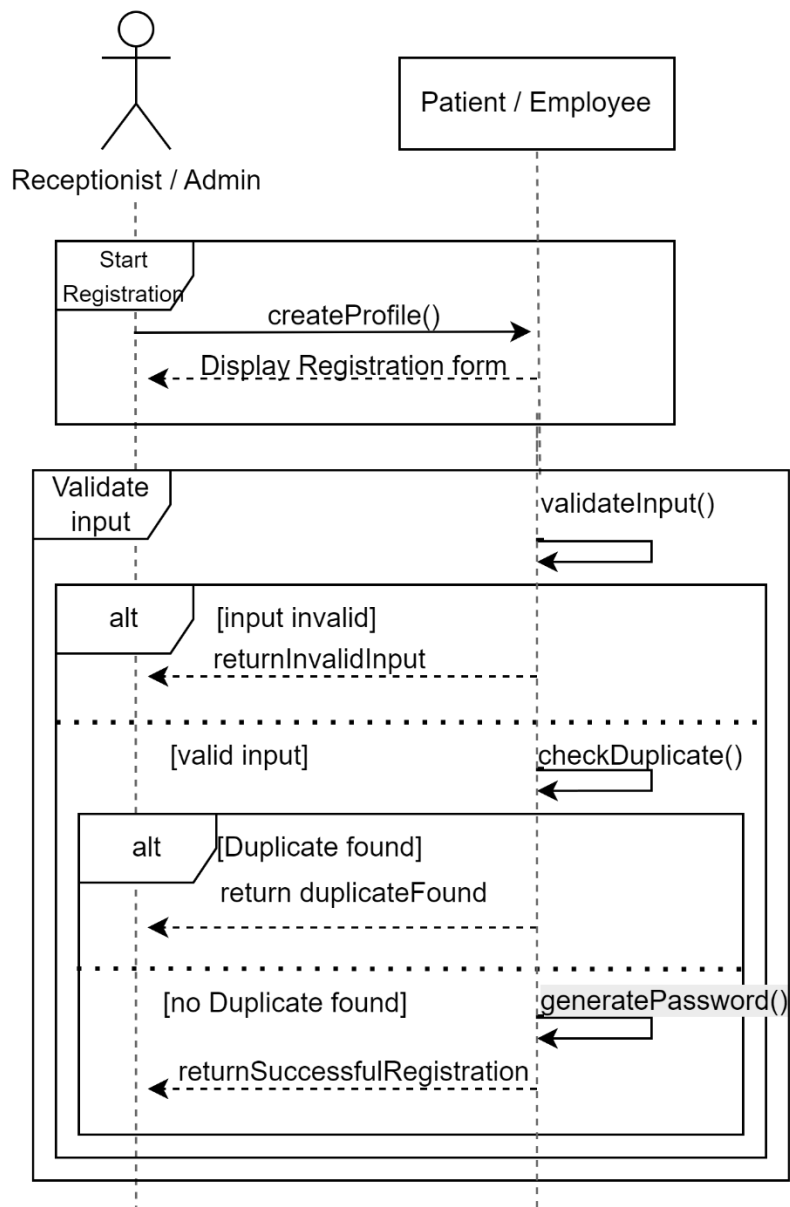 Patient / Employee
Receptionist / Admin
Start
Registration
createProfile()
Display Registration form
Validate
input
validateInput()
alt
[input invalid]
returnInvalidInput
[valid input]
checkDuplicate()
alt
[Duplicate found]
return duplicateFound
[no Duplicate found]
generatePassword()
returnSuccessfulRegistration